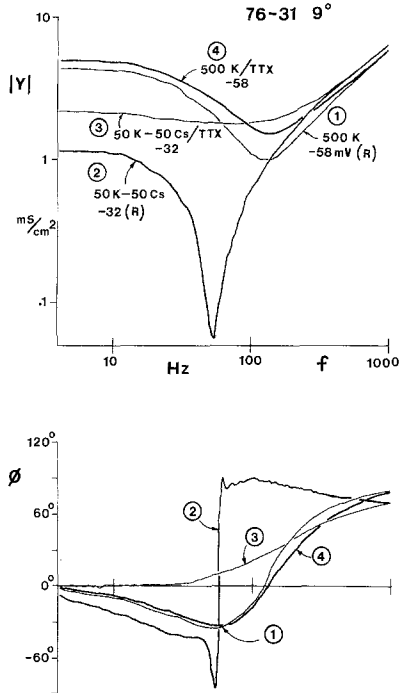 76-31 9°
10
④
500 K/TTX
-58
|Y|
①
③ 50 K-50 Cs/TTX
-32
500 K
-58 mV (R)
1
②
50 K-50 Cs
-32 (R)
mS/cm²
.1
10
100
1000
Hz
f
120°
ø
60°
②
③
④
0°
①
-60°